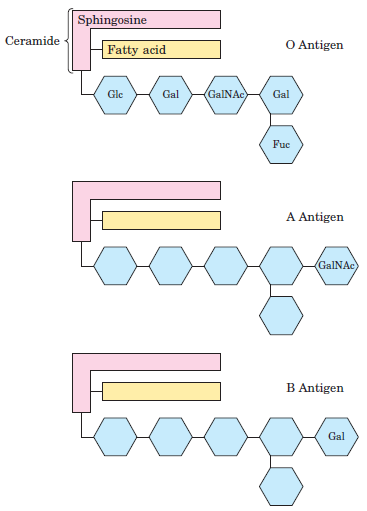 Sphingosine
Ceramide
Fatty acid
O Antigen
Glc Gal GalNAc Gal
Fuc
A Antigen
GalNAc
B Antigen
Gal